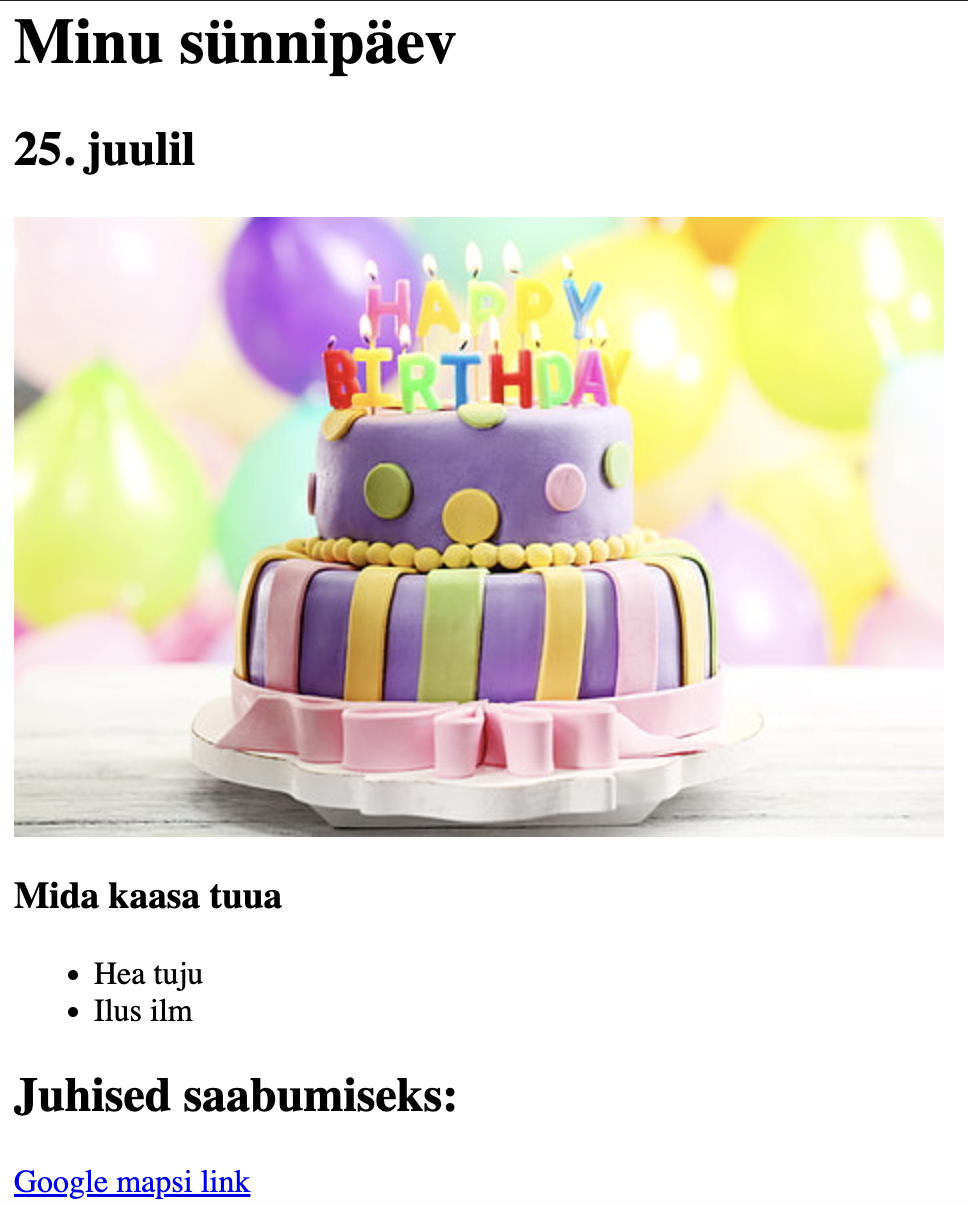 Minu sünnipäev
25. juulil
HAPPY
BIRTHDAY
Mida kaasa tuua
Hea tuju
Ilus ilm
Juhised saabumiseks:
Google mapsi link